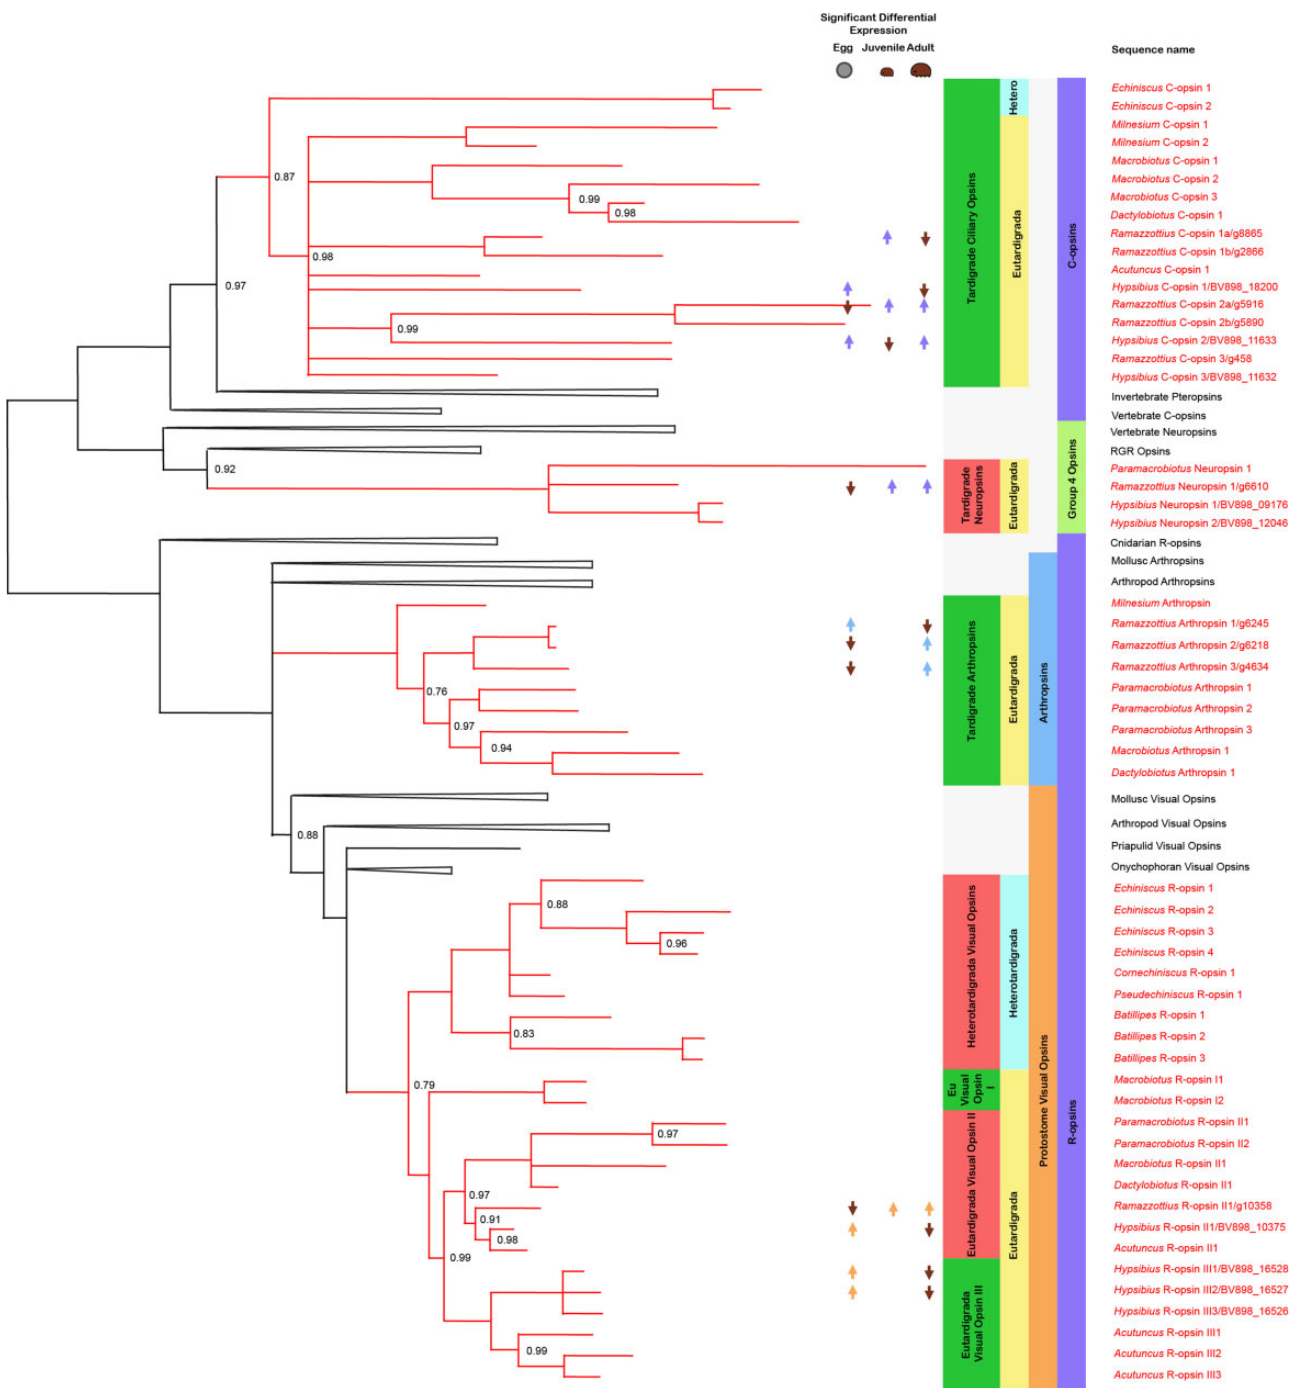 Significant Differential
Expression
Egg Juvenile Adult
Sequence name
Echiniscus C-opsin 1
Echiniscus C-opsin 2
Milnesium C-opsin 1
Milnesium C-opsin 2
Macrobiotus C-opsin 1
Macrobiotus C-opsin 2
Macrobiotus C-opsin 3
Dactylobiotus C-opsin 1
Ramazzottius C-opsin 1a/g8865
Ramazzottius C-opsin 1b/g2866
Acutuncus C-opsin 1
Hypsibius C-opsin 1/BV898_18200
Ramazzottius C-opsin 2a/g5916
Ramazzottius C-opsin 2b/g5890
Hypsibius C-opsin 2/BV898_11633
Ramazzottius C-opsin 3/g458
Hypsibius C-opsin 3/BV898_11632
Invertebrate Pteropsins
Vertebrate C-opsins
Vertebrate Neuropsins
RGR Opsins
Paramacrobiotus Neuropsin 1
Ramazzottius Neuropsin 1/g6610
Hypsibius Neuropsin 1/BV898_09176
Hypsibius Neuropsin 2/BV898_12046
Cnidarian R-opsins
Mollusc Arthropsins
Arthropod Arthropsins
Milnesium Arthropsin
Ramazzottius Arthropsin 1/g6245
Ramazzottius Arthropsin 2/g6218
Ramazzottius Arthropsin 3/g4634
Paramacrobiotus Arthropsin 1
Paramacrobiotus Arthropsin 2
Paramacrobiotus Arthropsin 3
Macrobiotus Arthropsin 1
Dactylobiotus Arthropsin 1
Mollusc Visual Opsins
Arthropod Visual Opsins
Priapulid Visual Opsins
Onychophoran Visual Opsins
Echiniscus R-opsin 1
Echiniscus R-opsin 2
Echiniscus R-opsin 3
Echiniscus R-opsin 4
Cornechiniscus R-opsin 1
Pseudechiniscus R-opsin 1
Batillipes R-opsin 1
Batillipes R-opsin 2
Batillipes R-opsin 3
Macrobiotus R-opsin I1
Macrobiotus R-opsin I2
Paramacrobiotus R-opsin II1
Paramacrobiotus R-opsin II2
Macrobiotus R-opsin II1
Dactylobiotus R-opsin II1
Ramazzottius R-opsin II1/g10358
Hypsibius R-opsin II1/BV898_10375
Acutuncus R-opsin II1
Hypsibius R-opsin III1/BV898_16528
Hypsibius R-opsin III2/BV898_16527
Hypsibius R-opsin III3/BV898_16526
Acutuncus R-opsin III1
Acutuncus R-opsin III2
Acutuncus R-opsin III3
0.87
0.99
0.98
0.98
0.97
0.99
0.92
0.76
0.97
0.94
0.88
0.88
0.96
0.83
0.79
0.97
0.97
0.91
0.98
0.99
0.99
Tardigrade Ciliary Opsins
Hetero
Eutardigrada
C-opsins
Tardigrade
Neuropsins
Eutardigrada
Group 4 Opsins
Tardigrade Arthropsins
Eutardigrada
Arthropsins
Heterotardigrada Visual Opsins
Heterotardigrada
Eu
Visual
Opsin
I
Eutardigrada Visual Opsin II
Eutardigrada
Visual Opsin III
Eutardigrada
Protostome Visual Opsins
R-opsins